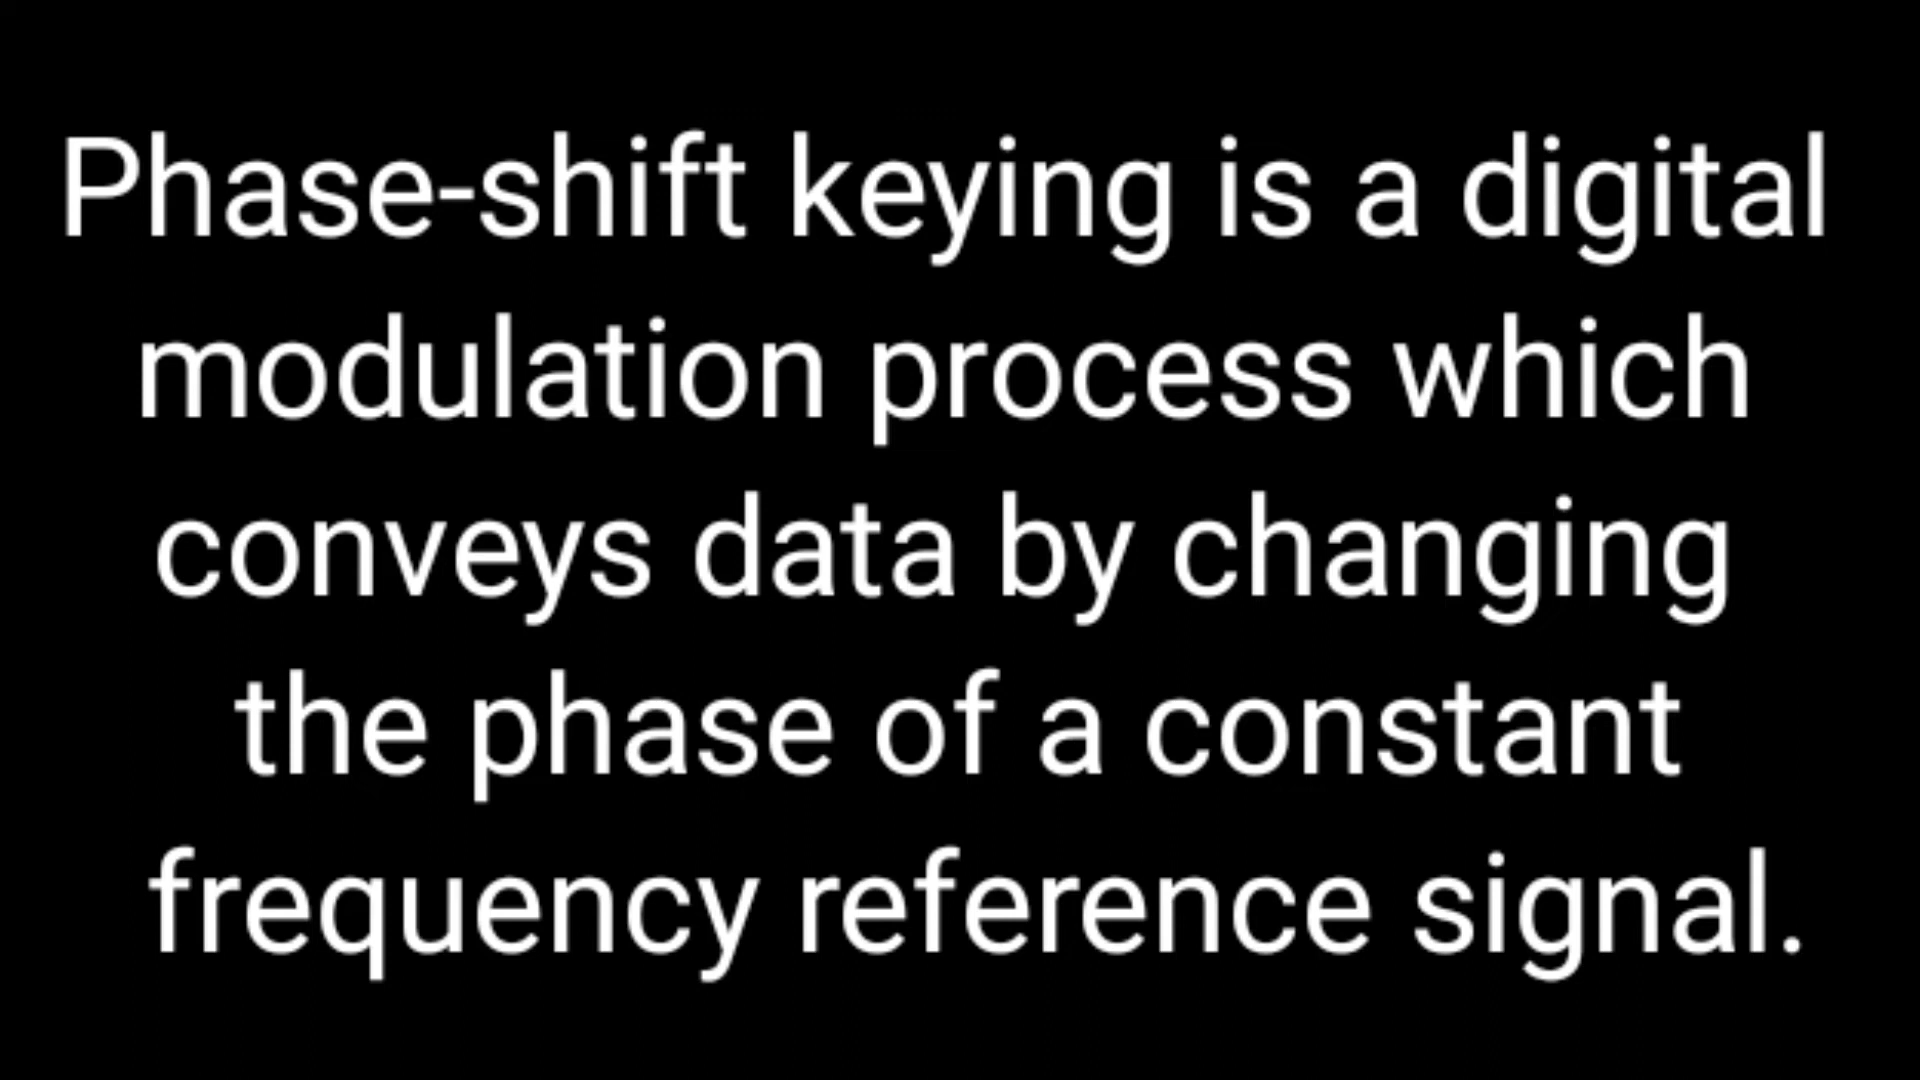 Phase-shift keying is a digital
modulation process which
conveys data by changing
the phase of a constant
frequency reference signal.